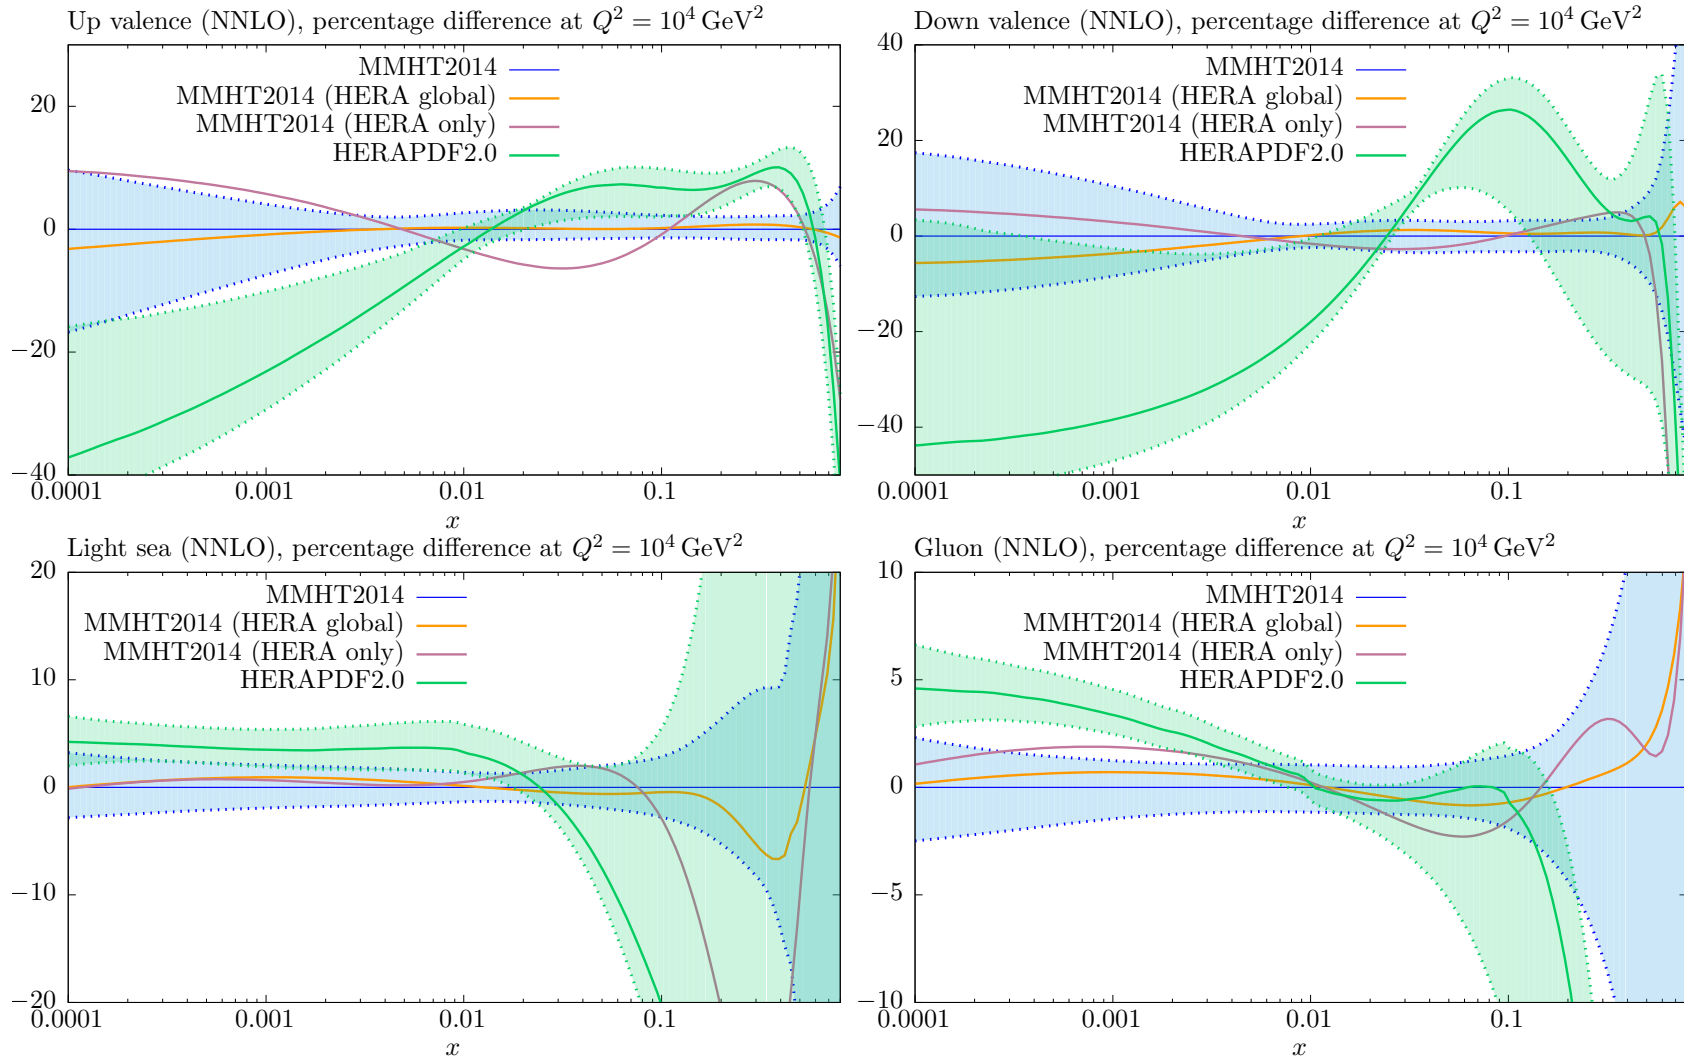 Up valence (NNLO), percentage difference at Q² = 10⁴ GeV²
MMHT2014
MMHT2014 (HERA global)
MMHT2014 (HERA only)
HERAPDF2.0
20
0
−20
−40
0.0001
0.001
0.01
0.1
x
Down valence (NNLO), percentage difference at Q² = 10⁴ GeV²
MMHT2014
MMHT2014 (HERA global)
MMHT2014 (HERA only)
HERAPDF2.0
40
20
0
−20
−40
0.0001
0.001
0.01
0.1
x
Light sea (NNLO), percentage difference at Q² = 10⁴ GeV²
MMHT2014
MMHT2014 (HERA global)
MMHT2014 (HERA only)
HERAPDF2.0
20
10
0
−10
−20
0.0001
0.001
0.01
0.1
x
Gluon (NNLO), percentage difference at Q² = 10⁴ GeV²
MMHT2014
MMHT2014 (HERA global)
MMHT2014 (HERA only)
HERAPDF2.0
10
5
0
−5
−10
0.0001
0.001
0.01
0.1
x